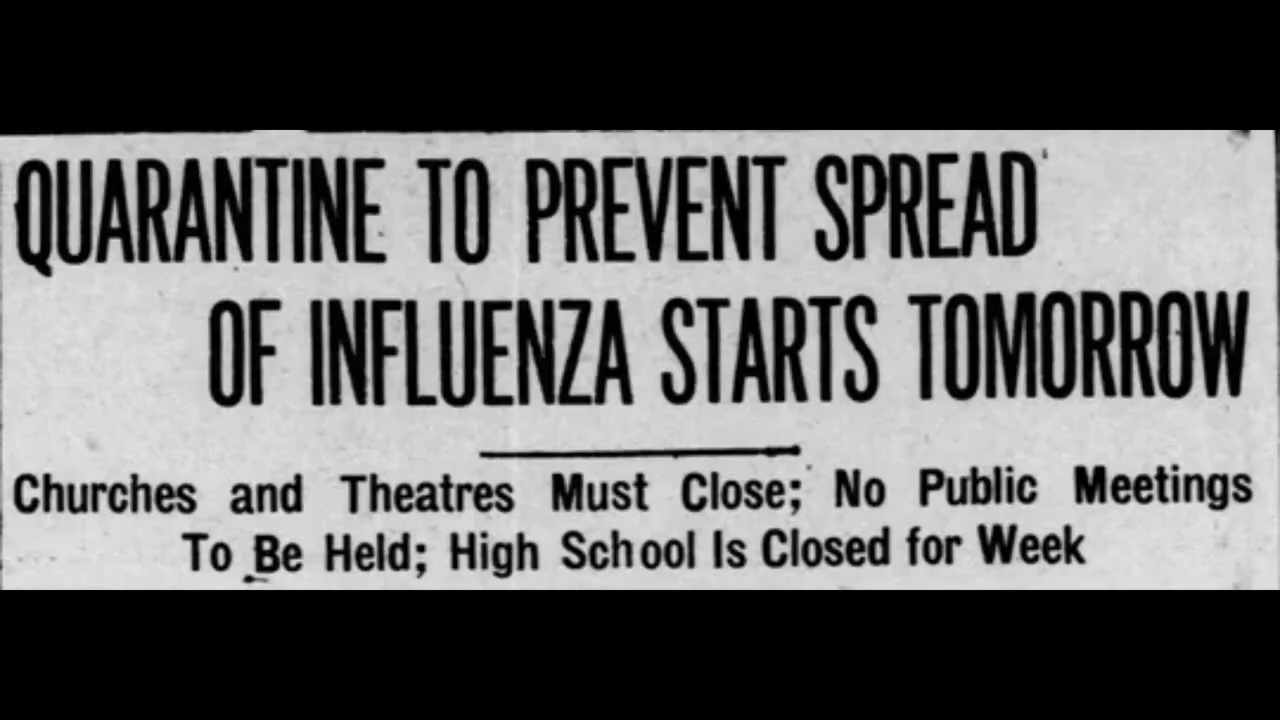 QUARANTINE TO PREVENT SPREAD
OF INFLUENZA STARTS TOMORROW
Churches and Theatres Must Close; No Public Meetings
To Be Held; High School Is Closed for Week